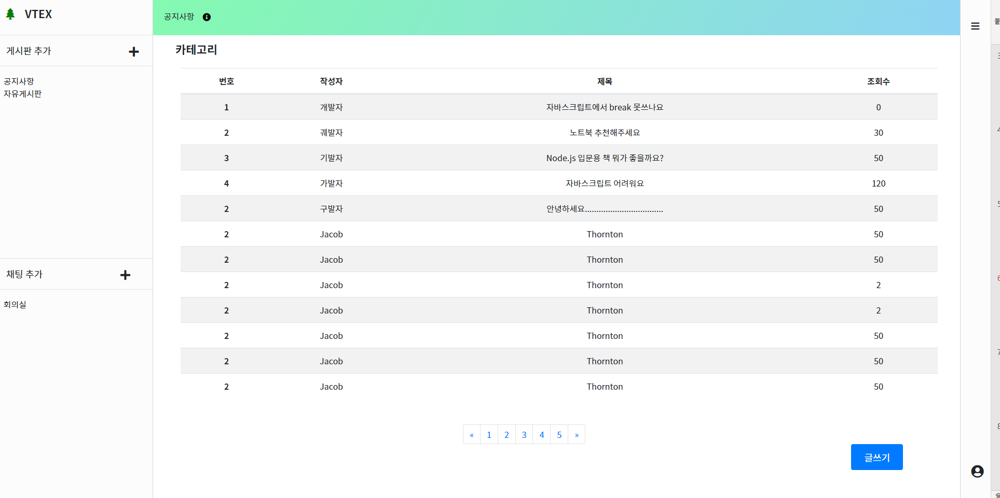 VTEX
게시판 추가
공지사항
자유게시판
채팅 추가
회의실
공지사항
카테고리
번호 작성자 제목 조회수
1 개발자 자바스크립트에서 break 못쓰나요 0
2 궤발자 노트북 추천해주세요 30
3 기발자 Node.js 입문용 책 뭐가 좋을까요? 50
4 가발자 자바스크립트 어려워요 120
2 구발자 안녕하세요.................................. 50
2 Jacob Thornton 50
2 Jacob Thornton 50
2 Jacob Thornton 2
2 Jacob Thornton 2
2 Jacob Thornton 50
2 Jacob Thornton 50
2 Jacob Thornton 50
« 1 2 3 4 5 »
글쓰기